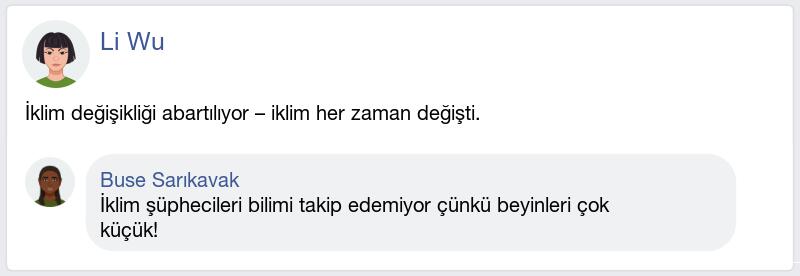 Li Wu
İklim değişikliği abartılıyor – iklim her zaman değişti.
Buse Sarıkavak
İklim şüphecileri bilimi takip edemiyor çünkü beyinleri çok
küçük!